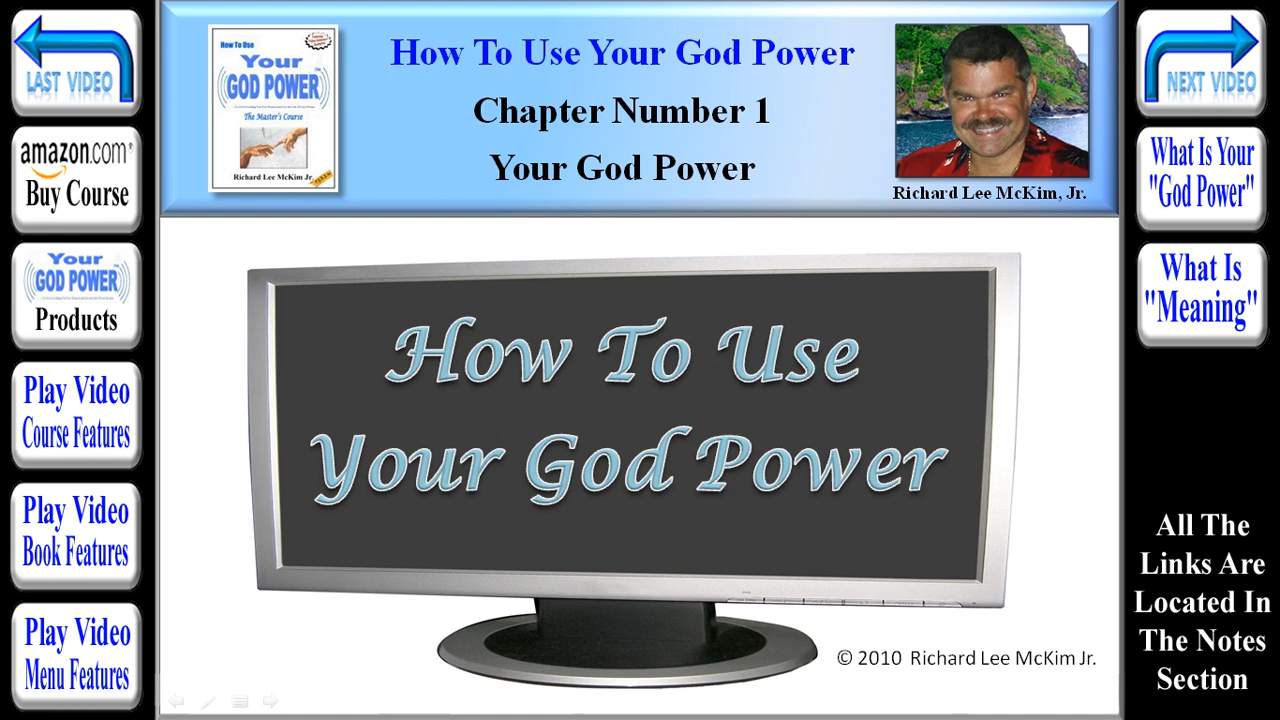 LAST VIDEO
amazon.com
Buy Course
Your
GOD POWER
Products
Play Video
Course Features
Play Video
Book Features
Play Video
Menu Features
How To Use
Your
GOD POWER
The Master's Course
Richard Lee McKim Jr.
How To Use Your God Power
Chapter Number 1
Your God Power
Richard Lee McKim, Jr.
How To Use
Your God Power
© 2010 Richard Lee McKim Jr.
NEXT VIDEO
What Is Your
"God Power"
What Is
"Meaning"
All The
Links Are
Located In
The Notes
Section